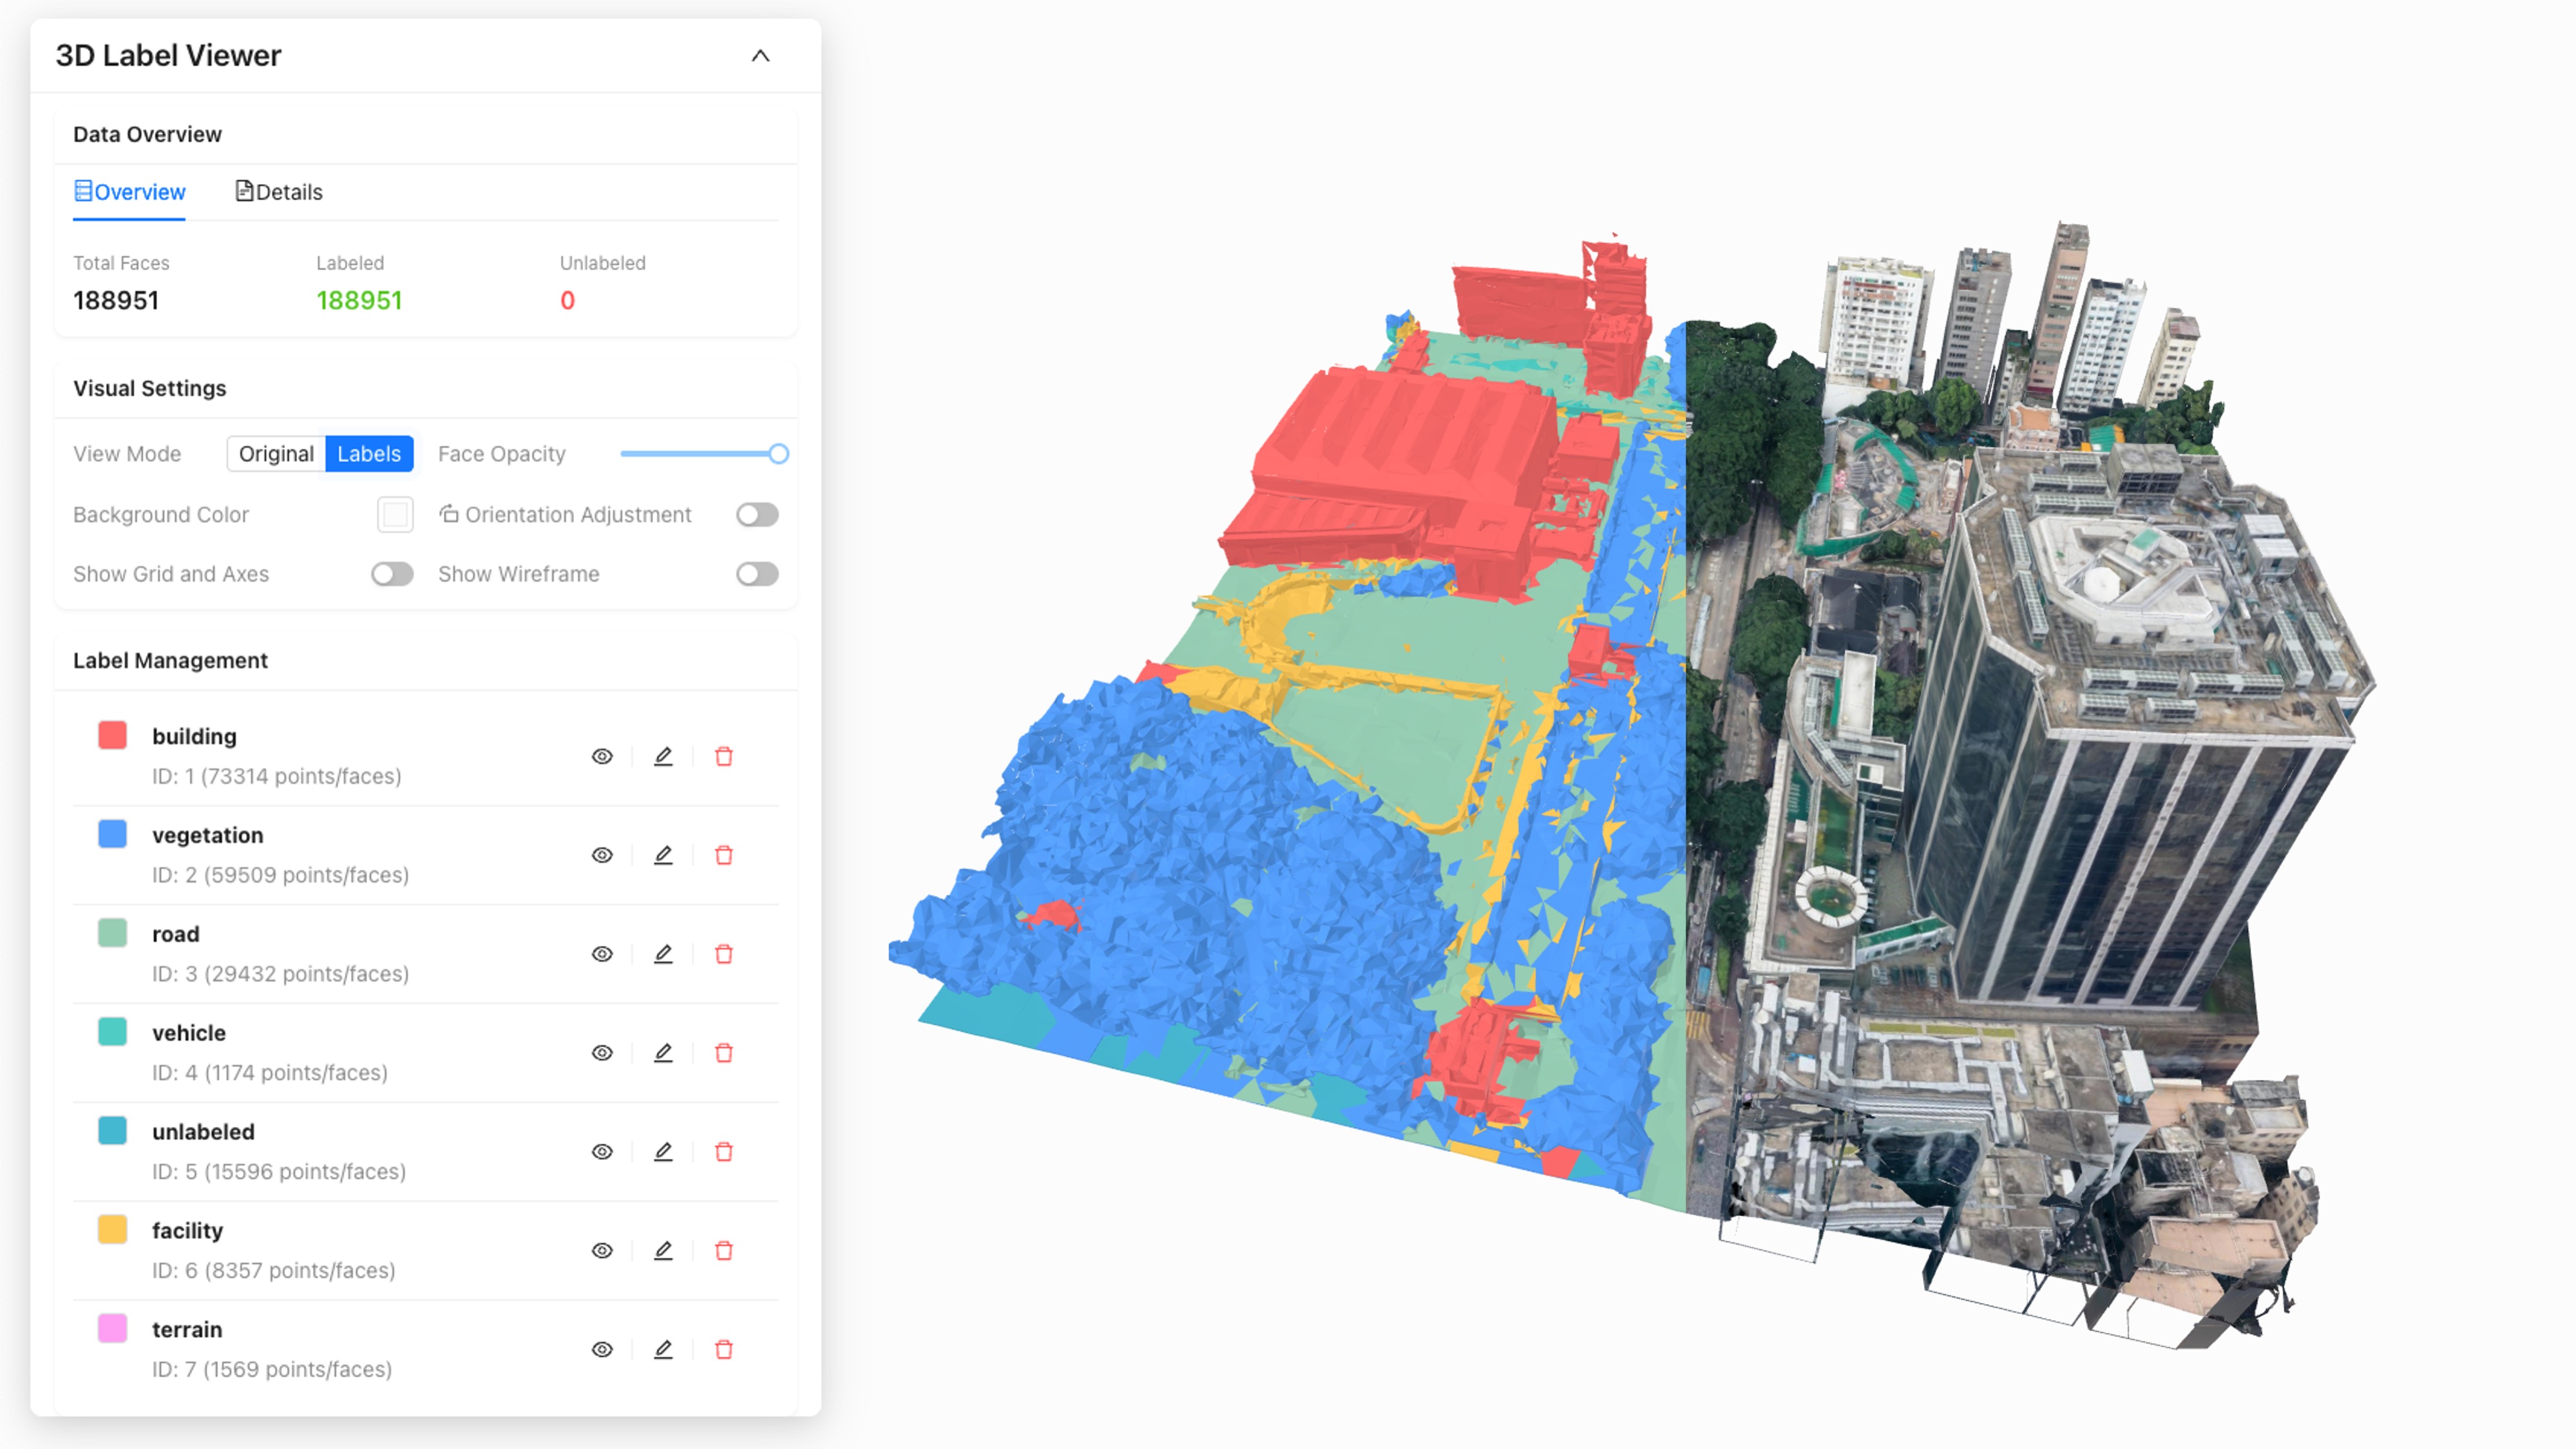 3D Label Viewer
Data Overview
Overview Details
Total Faces Labeled Unlabeled
188951 188951 0
Visual Settings
View Mode Original Labels Face Opacity
Background Color Orientation Adjustment
Show Grid and Axes Show Wireframe
Label Management
building
ID: 1 (73314 points/faces)
vegetation
ID: 2 (59509 points/faces)
road
ID: 3 (29432 points/faces)
vehicle
ID: 4 (1174 points/faces)
unlabeled
ID: 5 (15596 points/faces)
facility
ID: 6 (8357 points/faces)
terrain
ID: 7 (1569 points/faces)